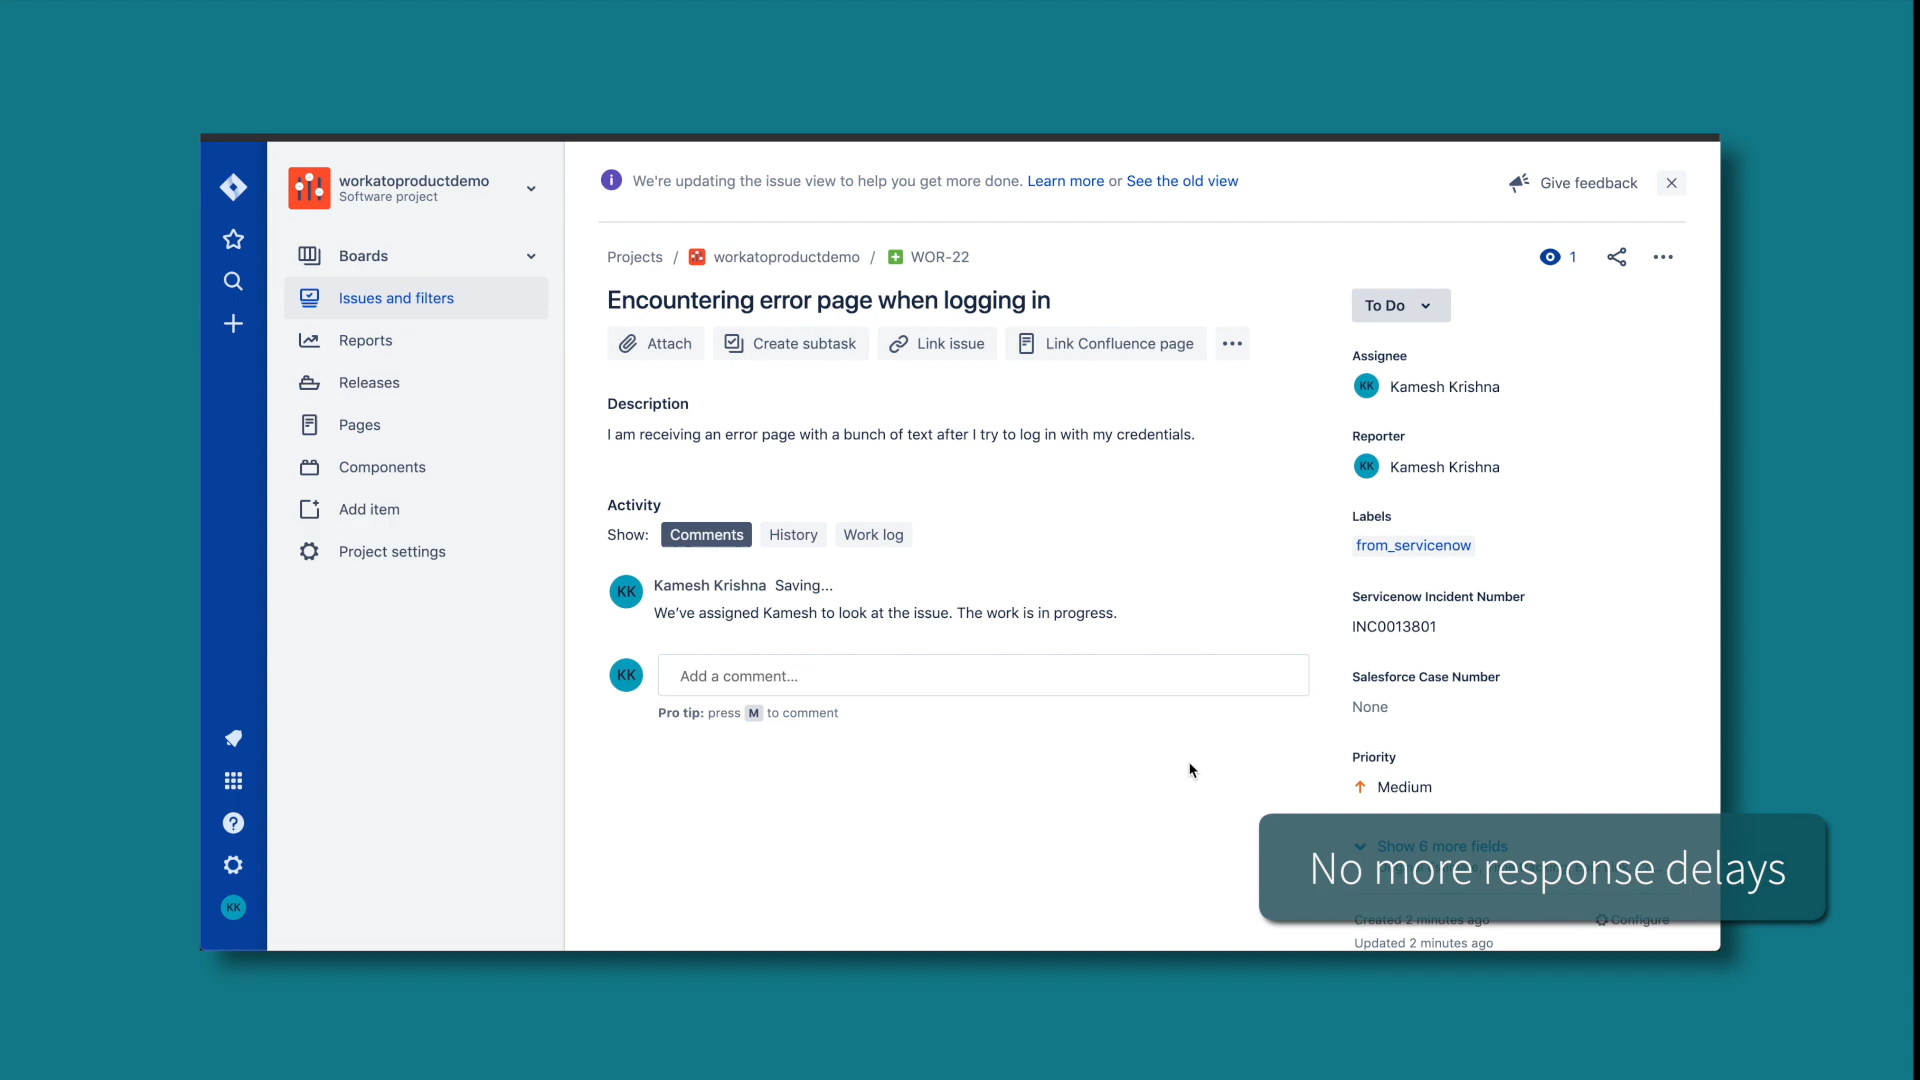 workatoproductdemo
Software project
Boards
Issues and filters
Reports
Releases
Pages
Components
Add item
Project settings
KK
We're updating the issue view to help you get more done. Learn more or See the old view
Give feedback
Projects / workatoproductdemo / WOR-22
1
Encountering error page when logging in
Attach
Create subtask
Link issue
Link Confluence page
Description
I am receiving an error page with a bunch of text after I try to log in with my credentials.
Activity
Show: Comments History Work log
KK Kamesh Krishna Saving...
We've assigned Kamesh to look at the issue. The work is in progress.
KK Add a comment...
Pro tip: press M to comment
To Do
Assignee
KK Kamesh Krishna
Reporter
KK Kamesh Krishna
Labels
from_servicenow
Servicenow Incident Number
INC0013801
Salesforce Case Number
None
Priority
Medium
Show 6 more fields
No more response delays
Created 2 minutes ago
Configure
Updated 2 minutes ago